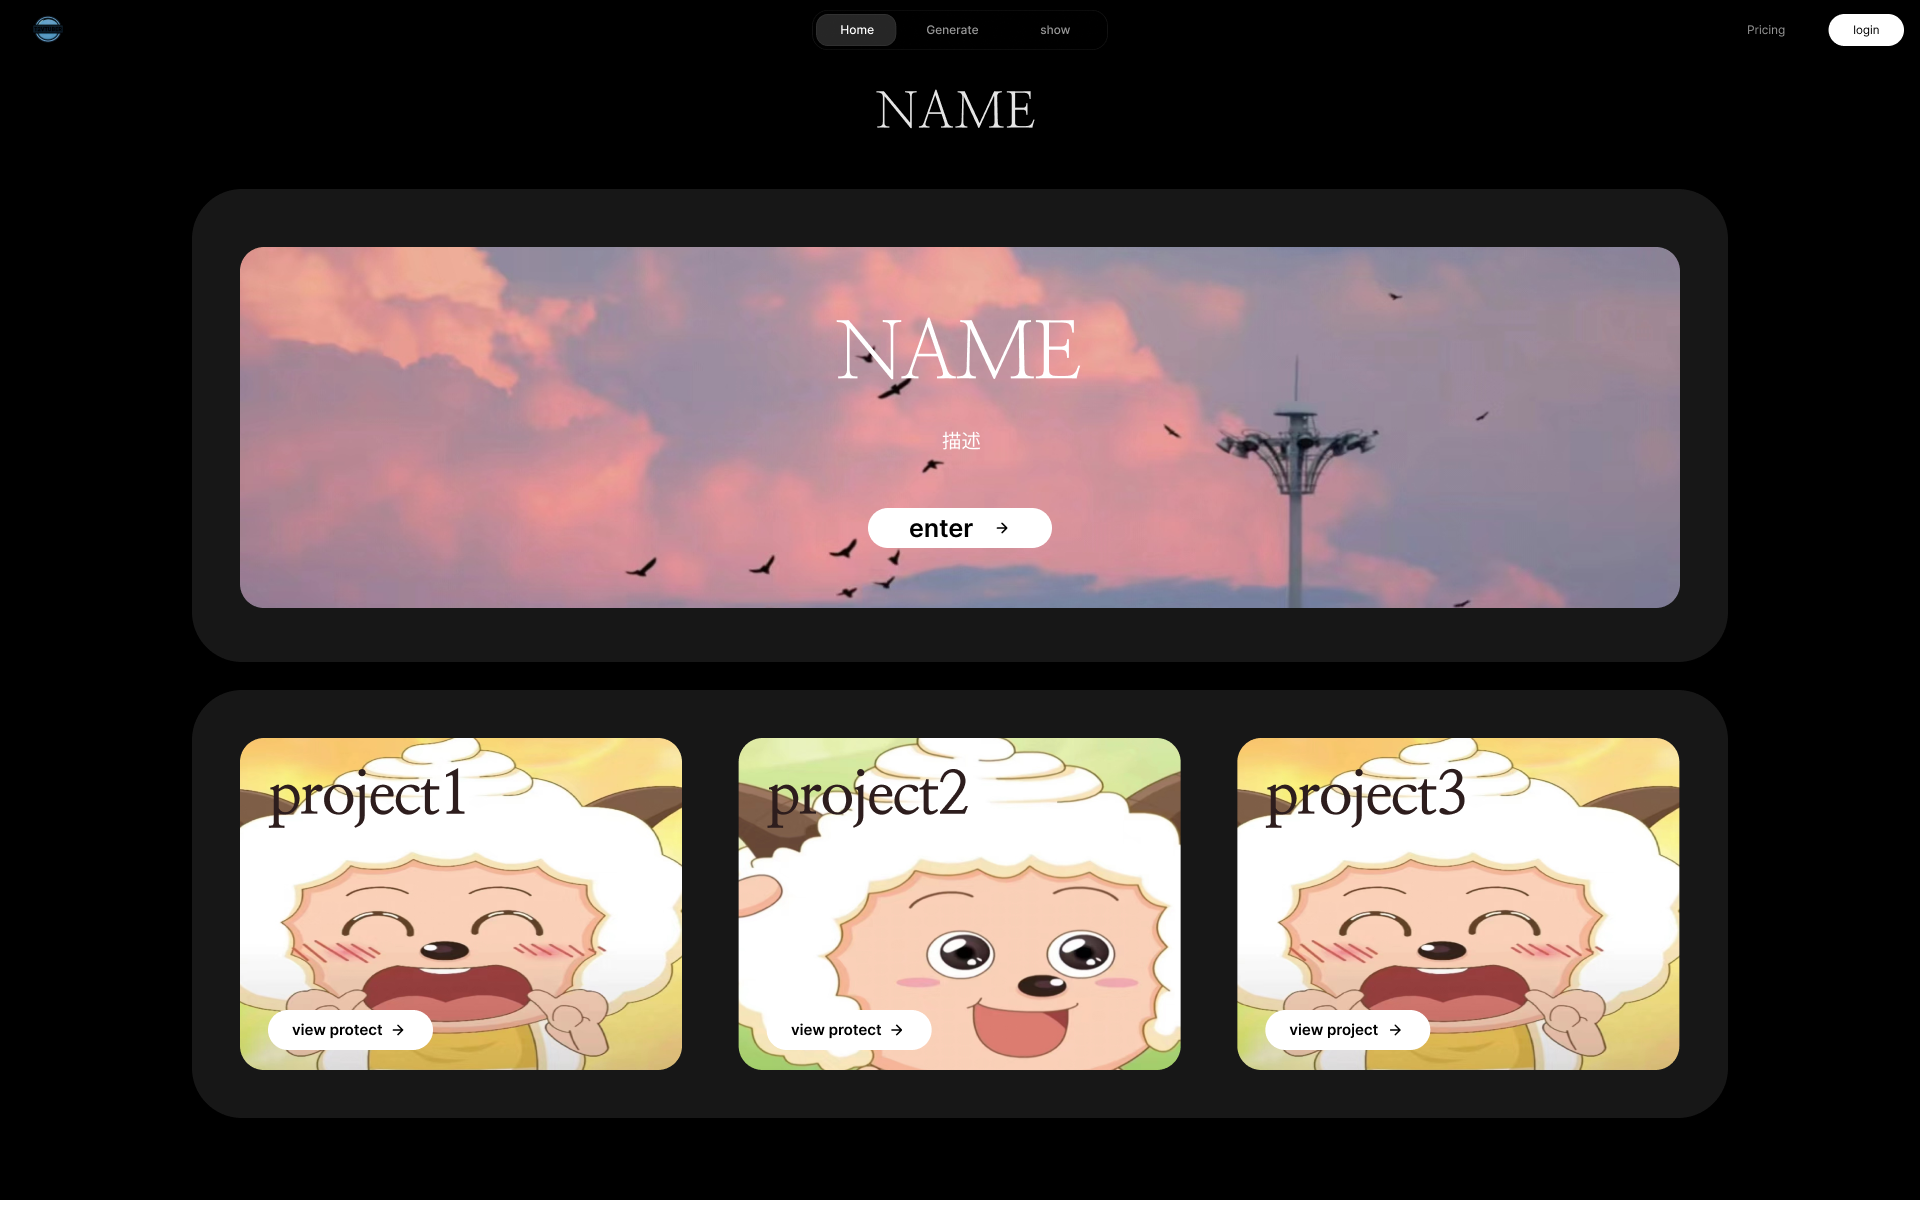 Home
Generate
show
Pricing
login
NAME
NAME
描述
enter
project1
project2
project3
view protect
view protect
view project